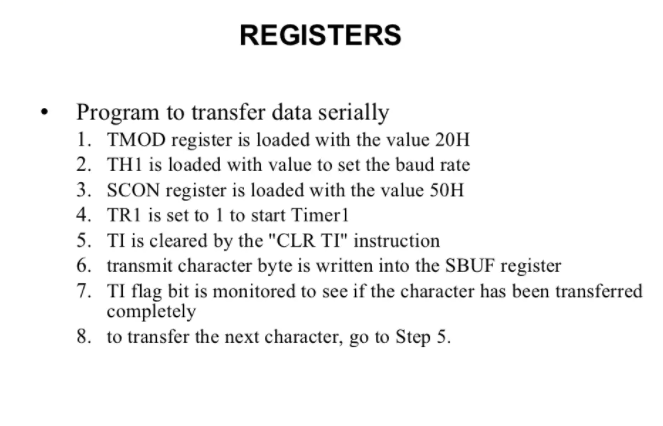 REGISTERS
• Program to transfer data serially
1. TMOD register is loaded with the value 20H
2. TH1 is loaded with value to set the baud rate
3. SCON register is loaded with the value 50H
4. TR1 is set to 1 to start Timer1
5. TI is cleared by the "CLR TI" instruction
6. transmit character byte is written into the SBUF register
7. TI flag bit is monitored to see if the character has been transferred
completely
8. to transfer the next character, go to Step 5.